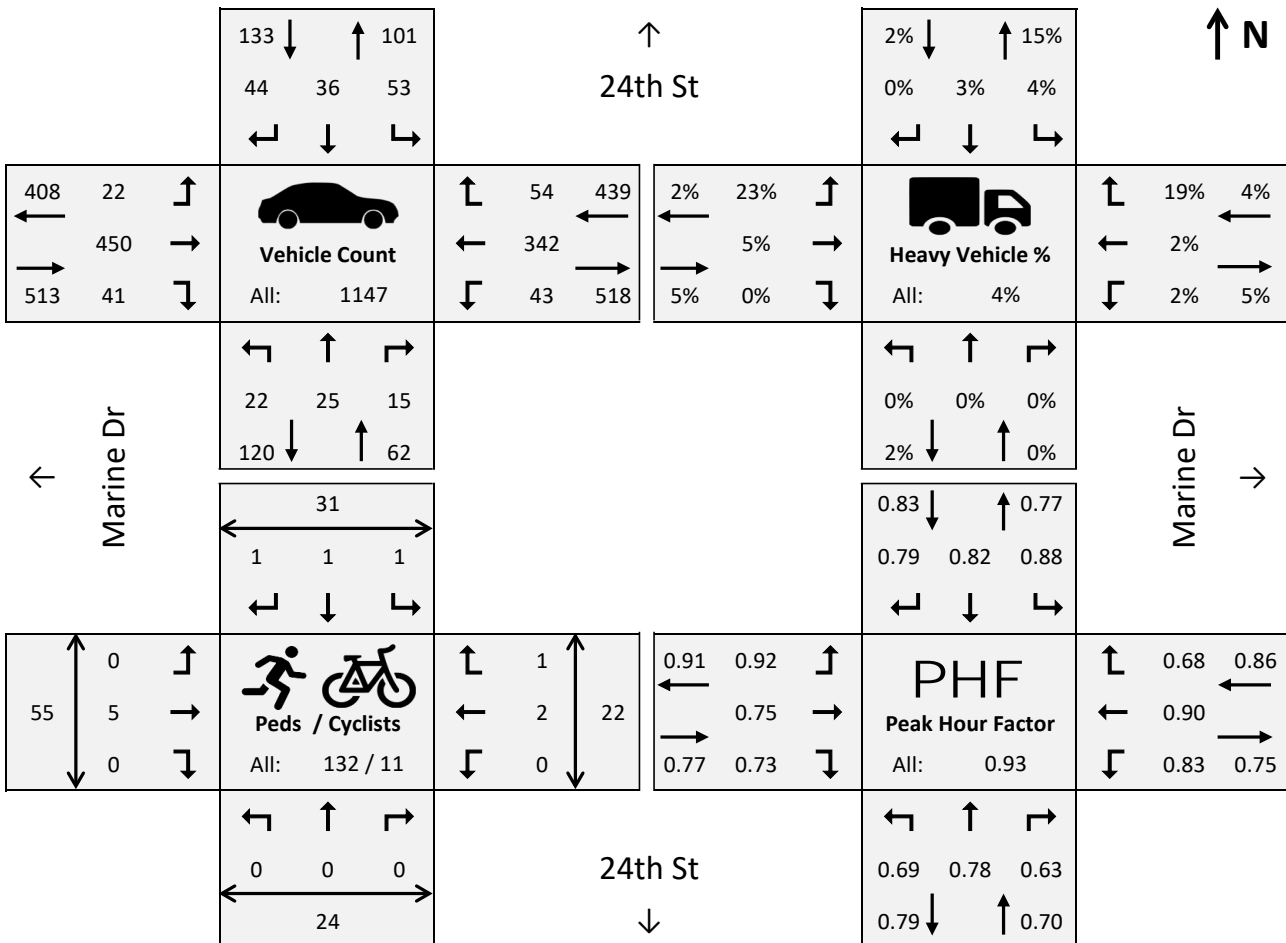 133 101 2% 15% N
24th St
44 36 53 0% 3% 4%
408 22 54 439 2% 23% 19% 4%
450 342 5% 2%
Vehicle Count Heavy Vehicle %
513 41 All: 1147 43 518 5% 0% All: 4% 2% 5%
22 25 15 0% 0% 0%
120 62 2% 0%
Marine Dr Marine Dr
31 0.83 0.77
1 1 1 0.79 0.82 0.88
0 1 0.91 0.92 PHF 0.68 0.86
55 5 2 22 0.75 0.90
Peds / Cyclists Peak Hour Factor
0 All: 132 / 11 0 0.77 0.73 All: 0.93 0.83 0.75
0 0 0 24th St 0.69 0.78 0.63
24 0.79 0.70